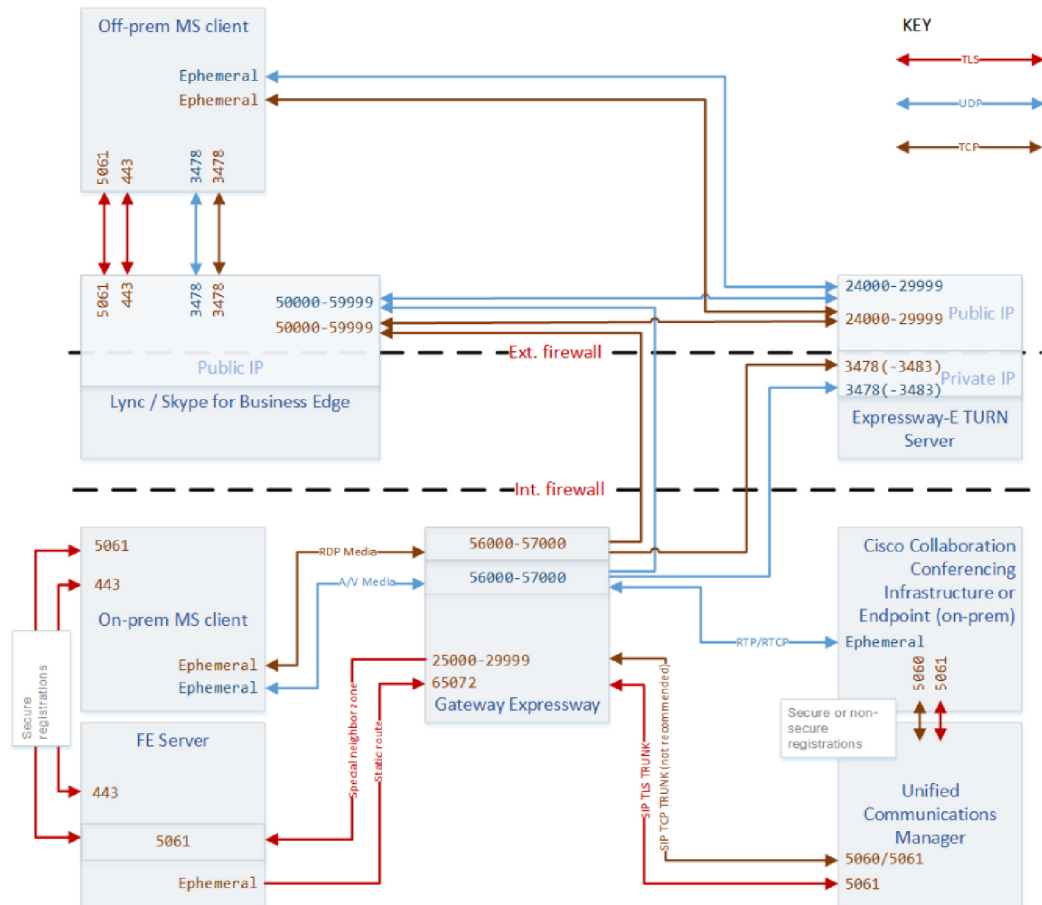 Off-prem MS client
KEY
TLS
UDP
TCP
Ephemeral
Ephemeral
5061
443
3478
3478
5061
443
3478
3478
50000-59999
50000-59999
Public IP
Lync / Skype for Business Edge
24000-29999
Public IP
24000-29999
Ext. firewall
3478(-3483)
Private IP
3478(-3483)
Expressway-E TURN
Server
Int. firewall
5061
443
On-prem MS client
Ephemeral
Ephemeral
Secure
registrations
RDP Media
A/V Media
56000-57000
56000-57000
25000-29999
65072
Gateway Expressway
Cisco Collaboration
Conferencing
Infrastructure or
Endpoint (on-prem)
RTP/RTCP
Ephemeral
5060
5061
Secure or non-
secure
registrations
FE Server
443
5061
Ephemeral
Special neighbor zone
Static route
SIP TLS TRUNK
SIP TCP TRUNK (not recommended)
Unified
Communications
Manager
5060/5061
5061